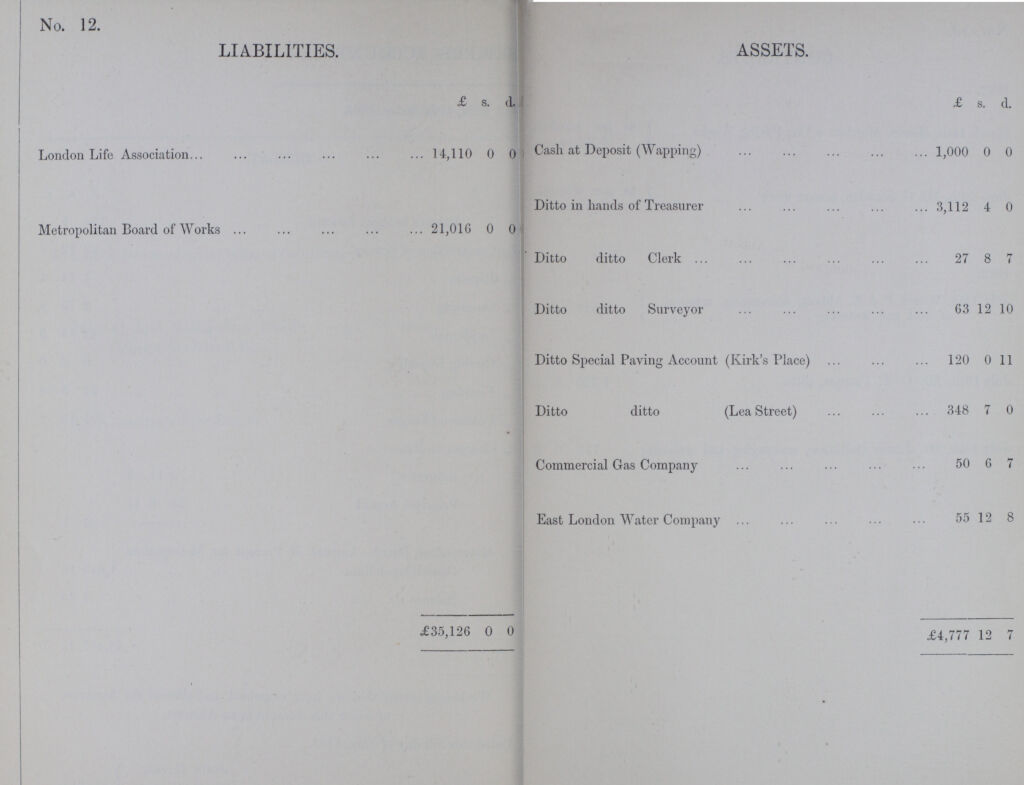 No. 12.
LIABILITIES.
£ s. d.
London Life Association... ... ... ... ... ... 14,110 0 0
Metropolitan Board of Works ... ... ... ... ... 21,016 0 0
£35,126 0 0
ASSETS.
£ s. d.
Cash at Deposit (Wapping) ... ... ... ... ... 1,000 0 0
Ditto in hands of Treasurer ... ... ... ... ... 3,112 4 0
Ditto ditto Clerk ... ... ... ... ... ... 27 8 7
Ditto ditto Surveyor ... ... ... ... ... 63 12 10
Ditto Special Paving Account (Kirk's Place) ... ... ... 120 0 11
Ditto ditto (Lea Street) ... ... ... 348 7 0
Commercial Gas Company ... ... ... ... ... 50 6 7
East London Water Company ... ... ... ... ... 55 12 8
£4,777 12 7